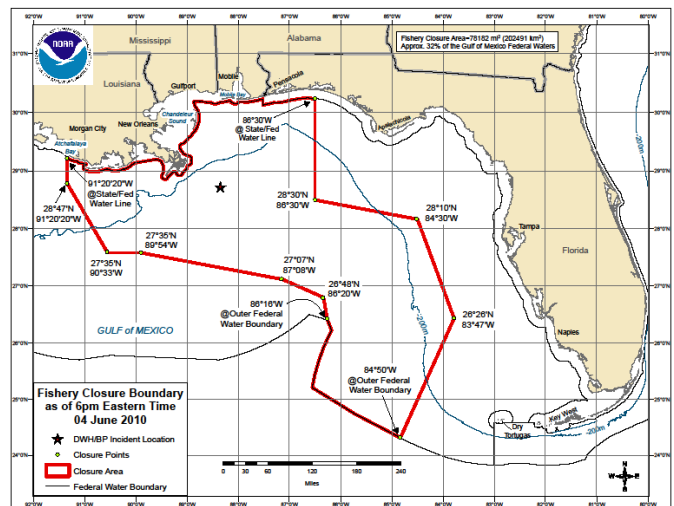 92°0'W 91°0'W 90°0'W 89°0'W 88°0'W 87°0'W 86°0'W 85°0'W 84°0'W 83°0'W 82°0'W 81°0'W
NOAA
Mississippi
Alabama
Fishery Closure Area=78182 mi² (202491 km²)
Approx. 32% of the Gulf of Mexico Federal Waters
31°0'N
Louisiana
Gulfport
Mobile
Mobile Bay
Pensacola
30°0'N
Chandeleur
Sound
New Orleans
Morgan City
Atchafalaya
Bay
86°30'W
@ State/Fed
Water Line
Apalachicola
-200m
29°0'N
91°20'20"W
@State/Fed
Water Line
28°47'N
91°20'20"W
28°30'N
86°30'W
28°10'N
84°30'W
28°0'N
Tampa
Florida
27°35'N
89°54'W
27°35'N
90°33'W
27°07'N
87°08'W
27°0'N
26°48'N
86°20'W
86°16'W
@Outer Federal
Water Boundary
GULF of MEXICO
-200m
26°26'N
83°47'W
26°0'N
Naples
84°50'W
@Outer Federal
Water Boundary
25°0'N
Key West
Dry
Tortugas
-200m
24°0'N
Fishery Closure Boundary
as of 6pm Eastern Time
04 June 2010
DWH/BP Incident Location
Closure Points
Closure Area
Federal Water Boundary
0 30 60 120 180 240
Miles
N
W E
S